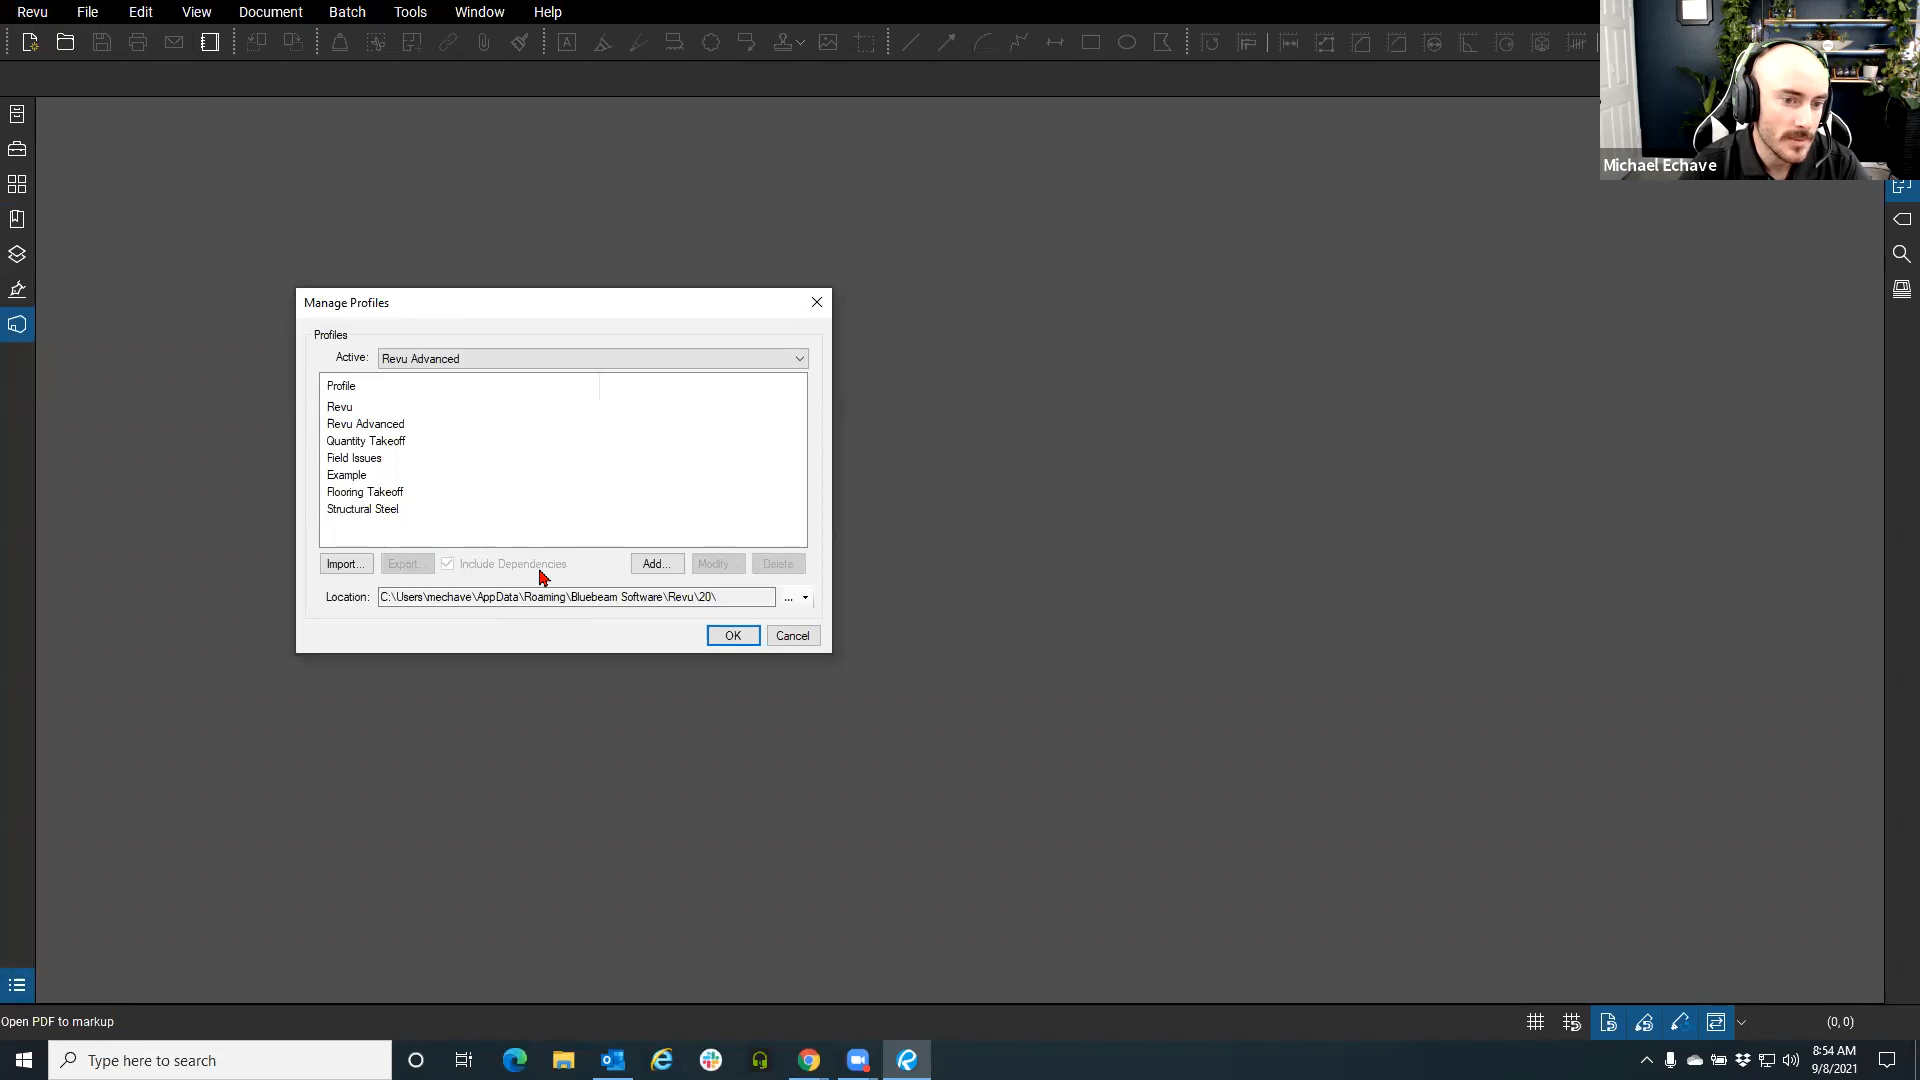 Revu File Edit View Document Batch Tools Window Help
Michael Echave
Manage Profiles
Profiles
Active: Revu Advanced
Profile
Revu
Revu Advanced
Quantity Takeoff
Field Issues
Example
Flooring Takeoff
Structural Steel
Import... Export... Include Dependencies Add... Modify... Delete
Location: C:\Users\mechave\AppData\Roaming\Bluebeam Software\Revu\20\ ...
OK Cancel
Open PDF to markup
(0, 0)
Type here to search
8:54 AM
9/8/2021